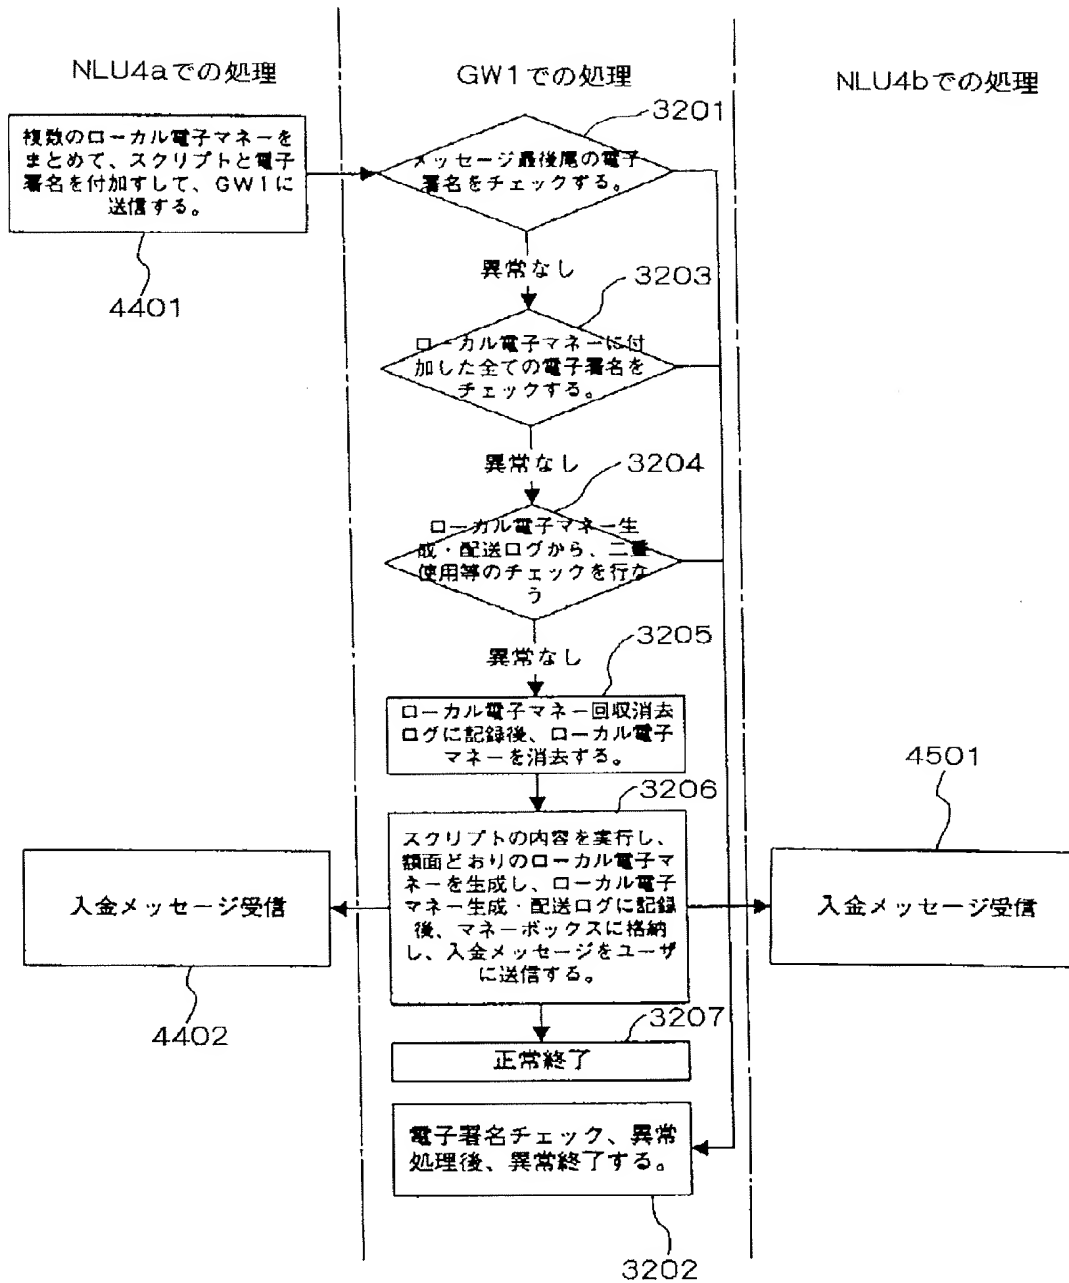 NLU4aでの処理
GW1での処理
NLU4bでの処理
複数のローカル電子マネーを
まとめて、スクリプトと電子
署名を付加すして、GW1に
送信する。
4401
3201
メッセージ最後尾の電子
署名をチェックする。
異常なし
3203
ローカル電子マネーに付
加した全ての電子署名を
チェックする。
異常なし
3204
ローカル電子マネー生
成・配送ログから、二重
使用等のチェックを行な
う
異常なし
3205
ローカル電子マネー回収消去
ログに記録後、ローカル電子
マネーを消去する。
3206
スクリプトの内容を実行し、
額面どおりのローカル電子マ
ネーを生成し、ローカル電子
マネー生成・配送ログに記録
後、マネーボックスに格納
し、入金メッセージをユーザ
に送信する。
入金メッセージ受信
4402
4501
入金メッセージ受信
3207
正常終了
電子署名チェック、異常
処理後、異常終了する。
3202